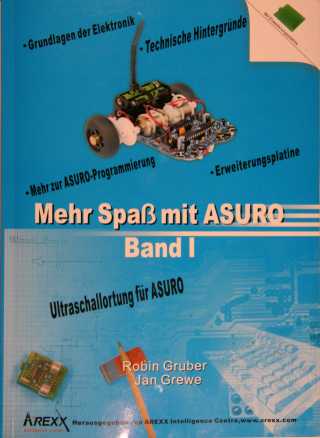 - Grundlagen der Elektronik
- Technische Hintergründe
- Mehr zur ASURO-Programmierung
- Erweiterungsplatine
Mehr Spaß mit ASURO
Band I
Ultraschallortung für ASURO
Robin Gruber
Jan Grewe
AREXX
Herausgegeben von AREXX Intelligence Centre,www.arexx.com